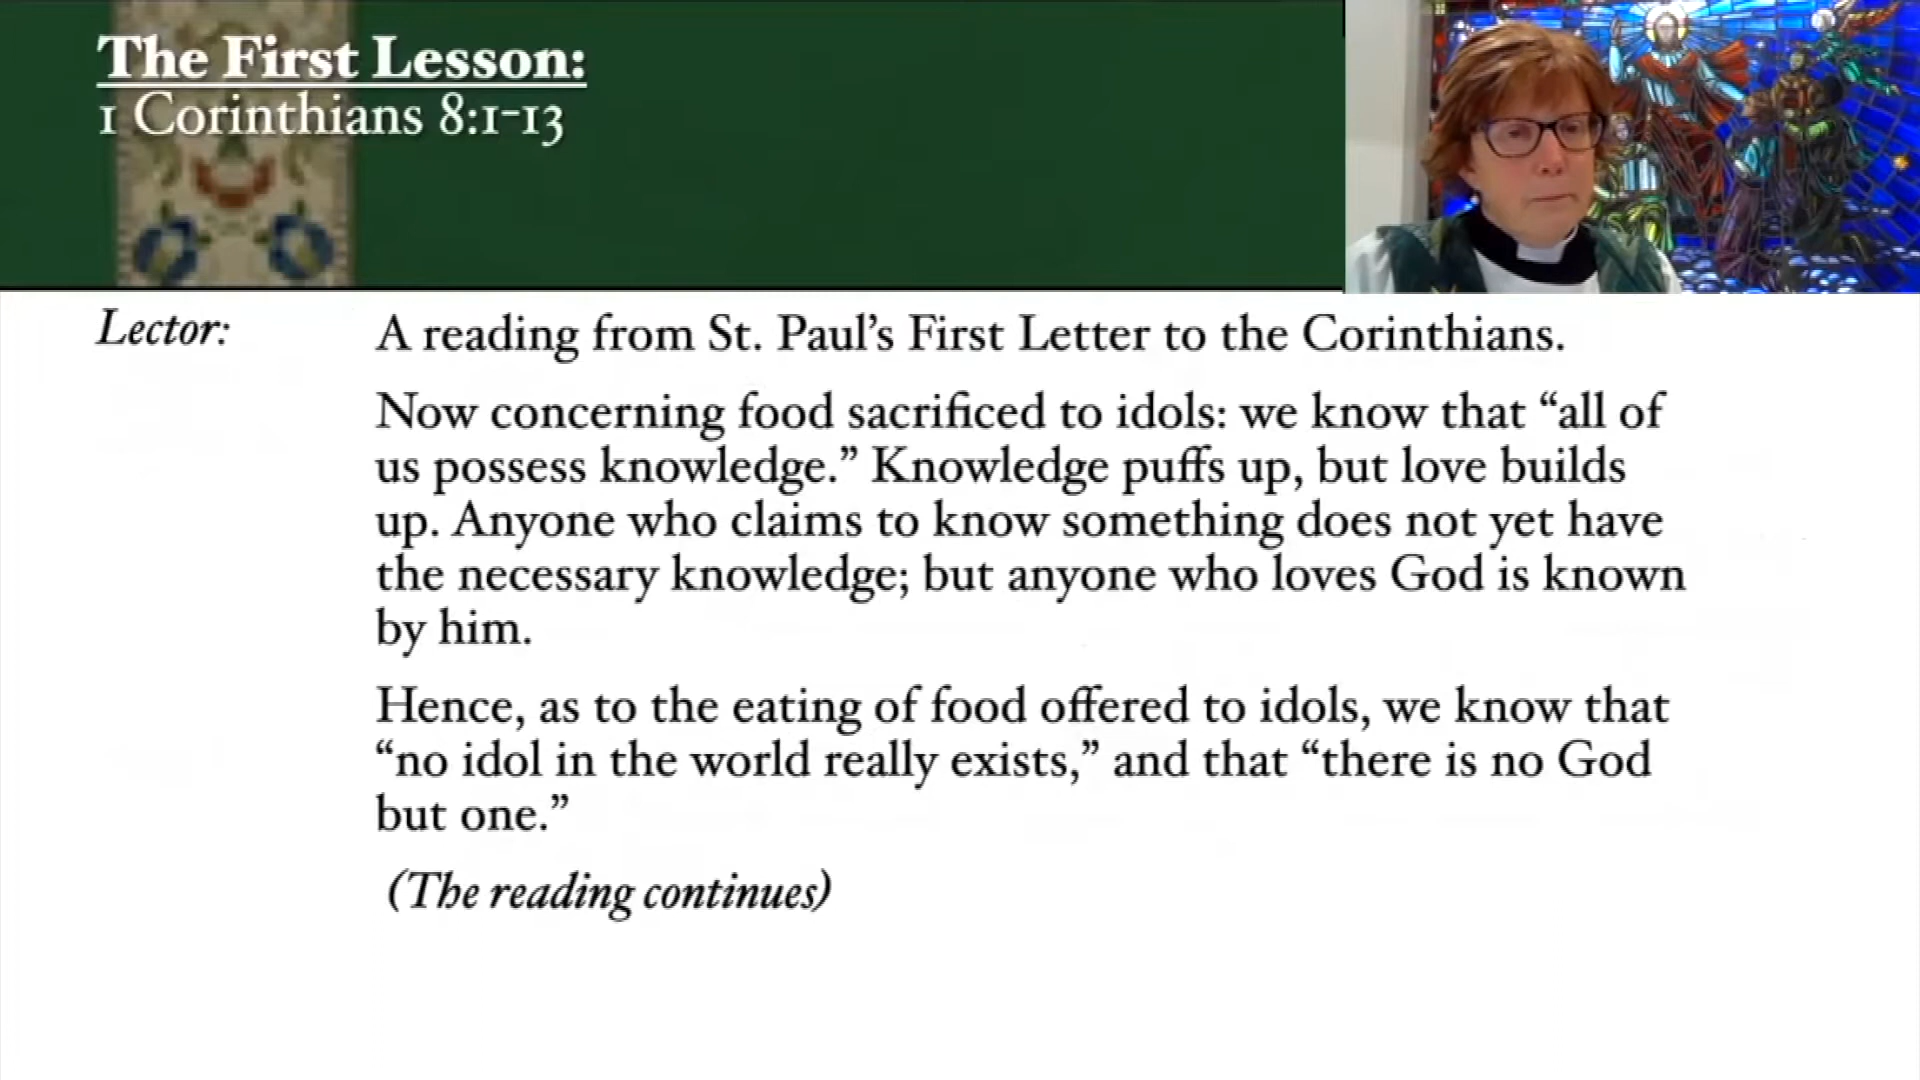 The First Lesson:
1 Corinthians 8:1-13
Lector:
A reading from St. Paul’s First Letter to the Corinthians.
Now concerning food sacrificed to idols: we know that “all of
us possess knowledge.” Knowledge puffs up, but love builds
up. Anyone who claims to know something does not yet have
the necessary knowledge; but anyone who loves God is known
by him.
Hence, as to the eating of food offered to idols, we know that
“no idol in the world really exists,” and that “there is no God
but one.”
(The reading continues)